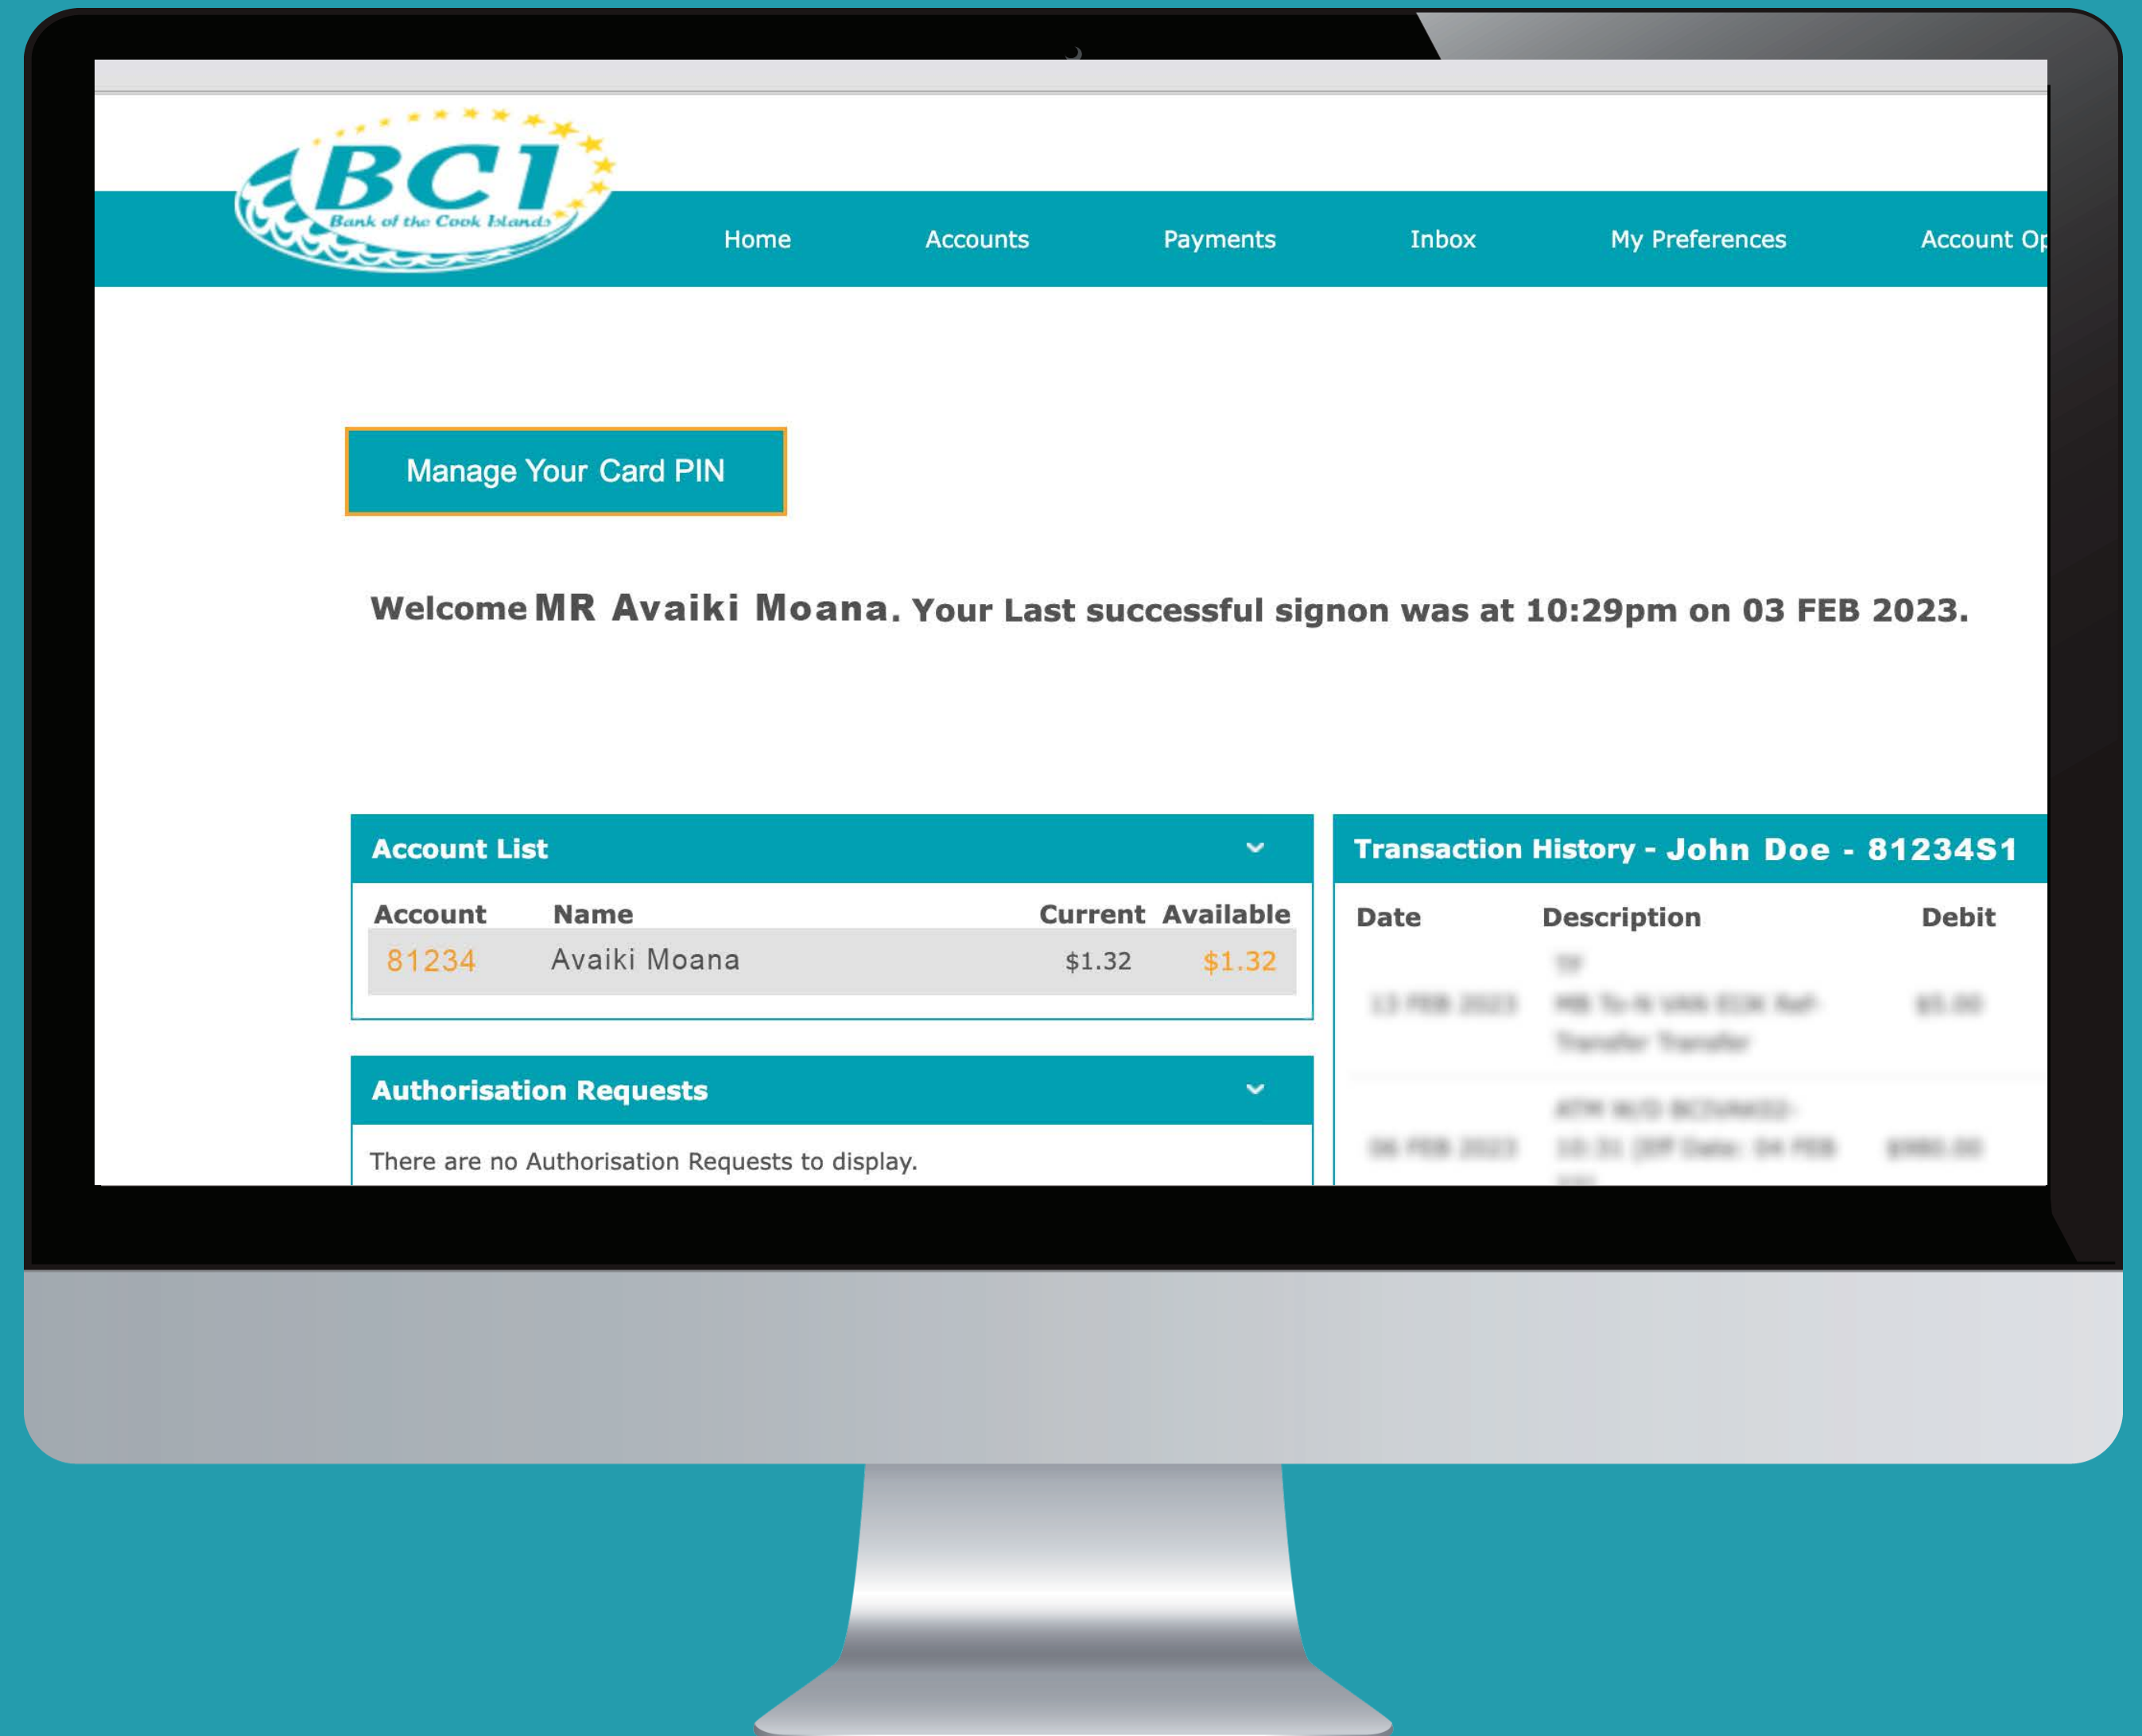 BCI
Bank of the Cook Islands
Home Accounts Payments Inbox My Preferences Account Op
Manage Your Card PIN
Welcome MR Avaiki Moana. Your Last successful signon was at 10:29pm on 03 FEB 2023.
Account List
Account Name Current Available
81234 Avaiki Moana $1.32 $1.32
Authorisation Requests
There are no Authorisation Requests to display.
Transaction History - John Doe - 81234S1
Date Description Debit